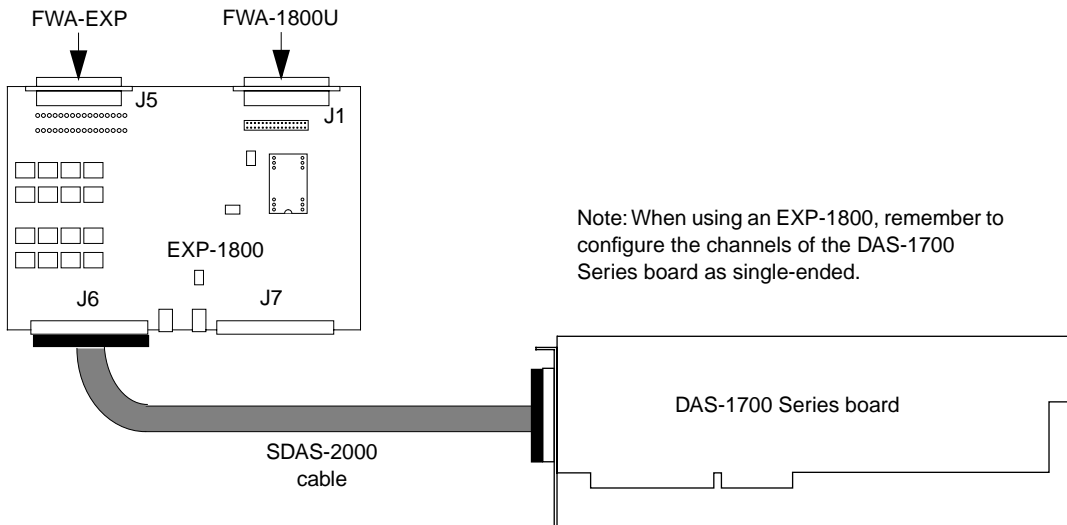 FWA-EXP
FWA-1800U
J5
J1
Note: When using an EXP-1800, remember to
configure the channels of the DAS-1700
Series board as single-ended.
EXP-1800
J6
J7
DAS-1700 Series board
SDAS-2000
cable